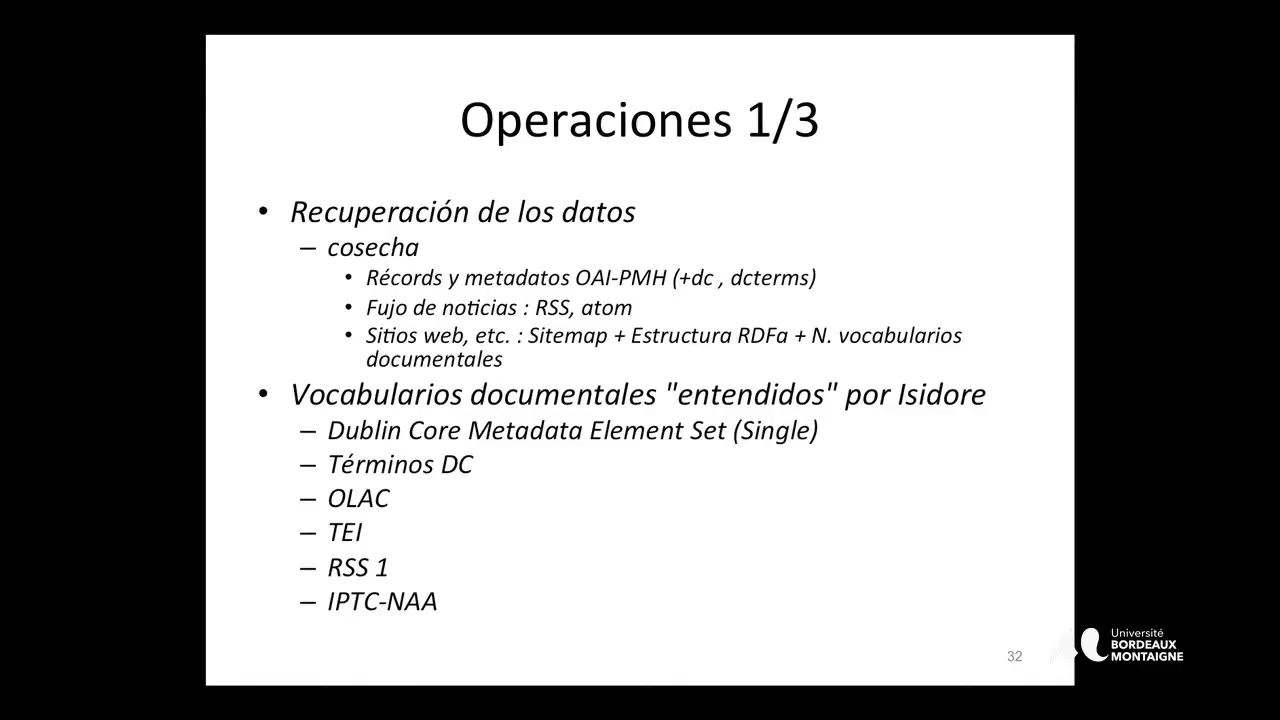 Operaciones 1/3
• Recuperación de los datos
– cosecha
• Récords y metadatos OAI-PMH (+dc , dcterms)
• Fujo de noticias : RSS, atom
• Sitios web, etc. : Sitemap + Estructura RDFa + N. vocabularios
documentales
• Vocabularios documentales "entendidos" por Isidore
– Dublin Core Metadata Element Set (Single)
– Términos DC
– OLAC
– TEI
– RSS 1
– IPTC-NAA
32
Université
BORDEAUX
MONTAIGNE